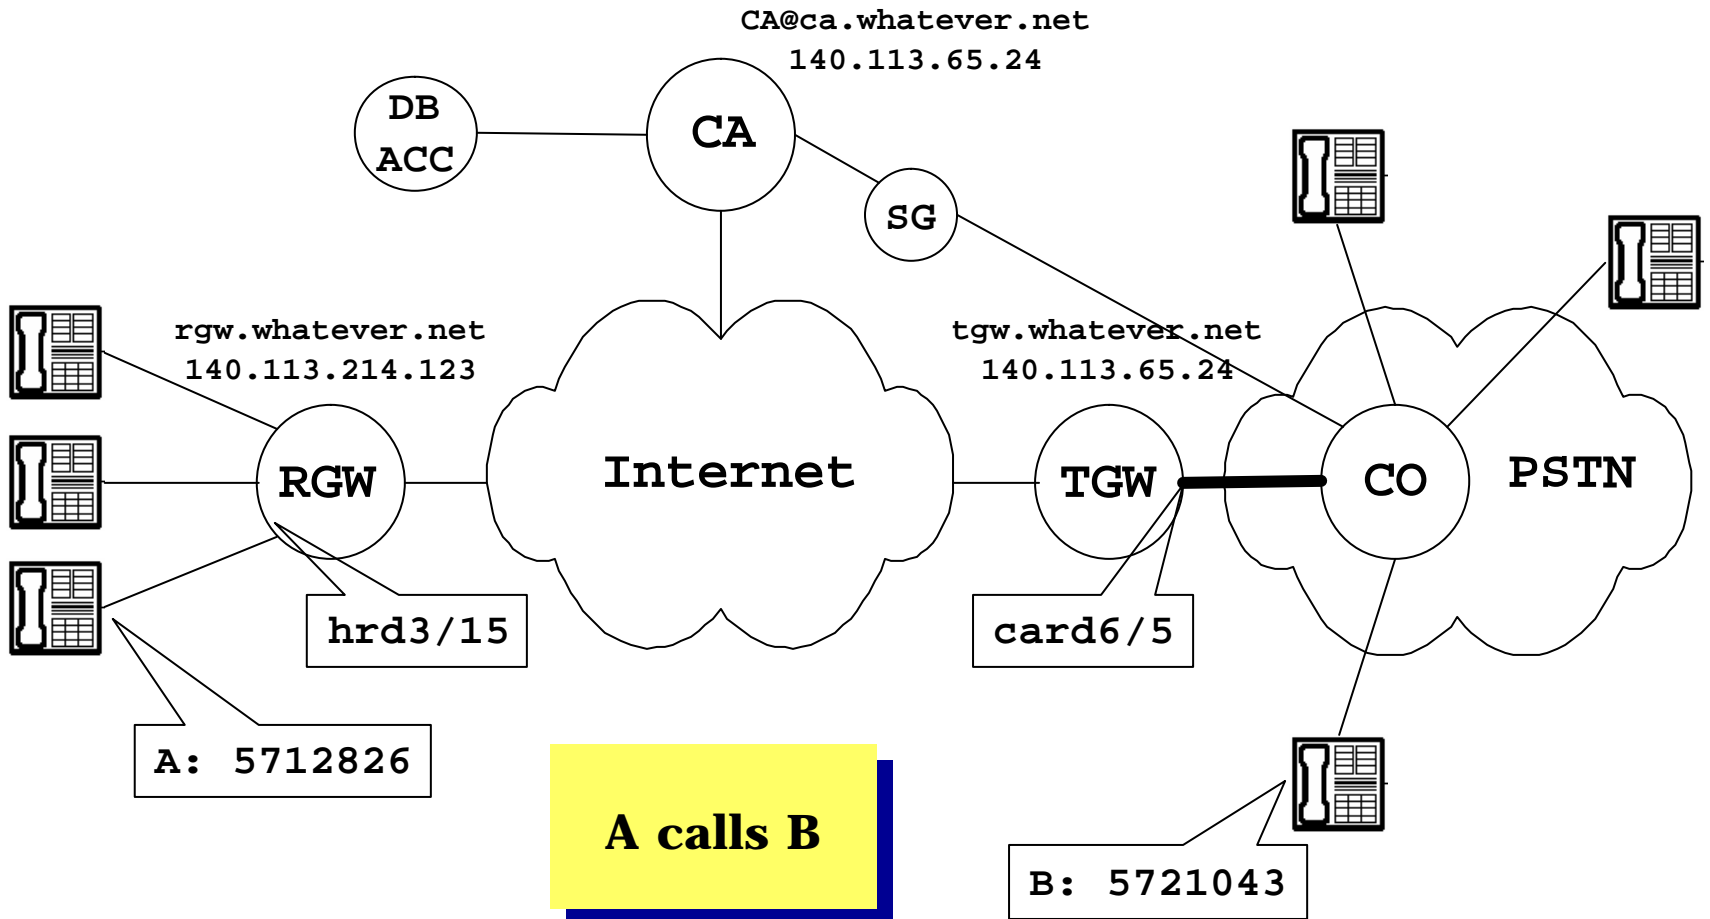 CA@ca.whatever.net
140.113.65.24
DB
ACC
CA
SG
rgw.whatever.net
140.113.214.123
tgw.whatever.net
140.113.65.24
RGW
Internet
TGW
CO
PSTN
hrd3/15
card6/5
A: 5712826
A calls B
B: 5721043